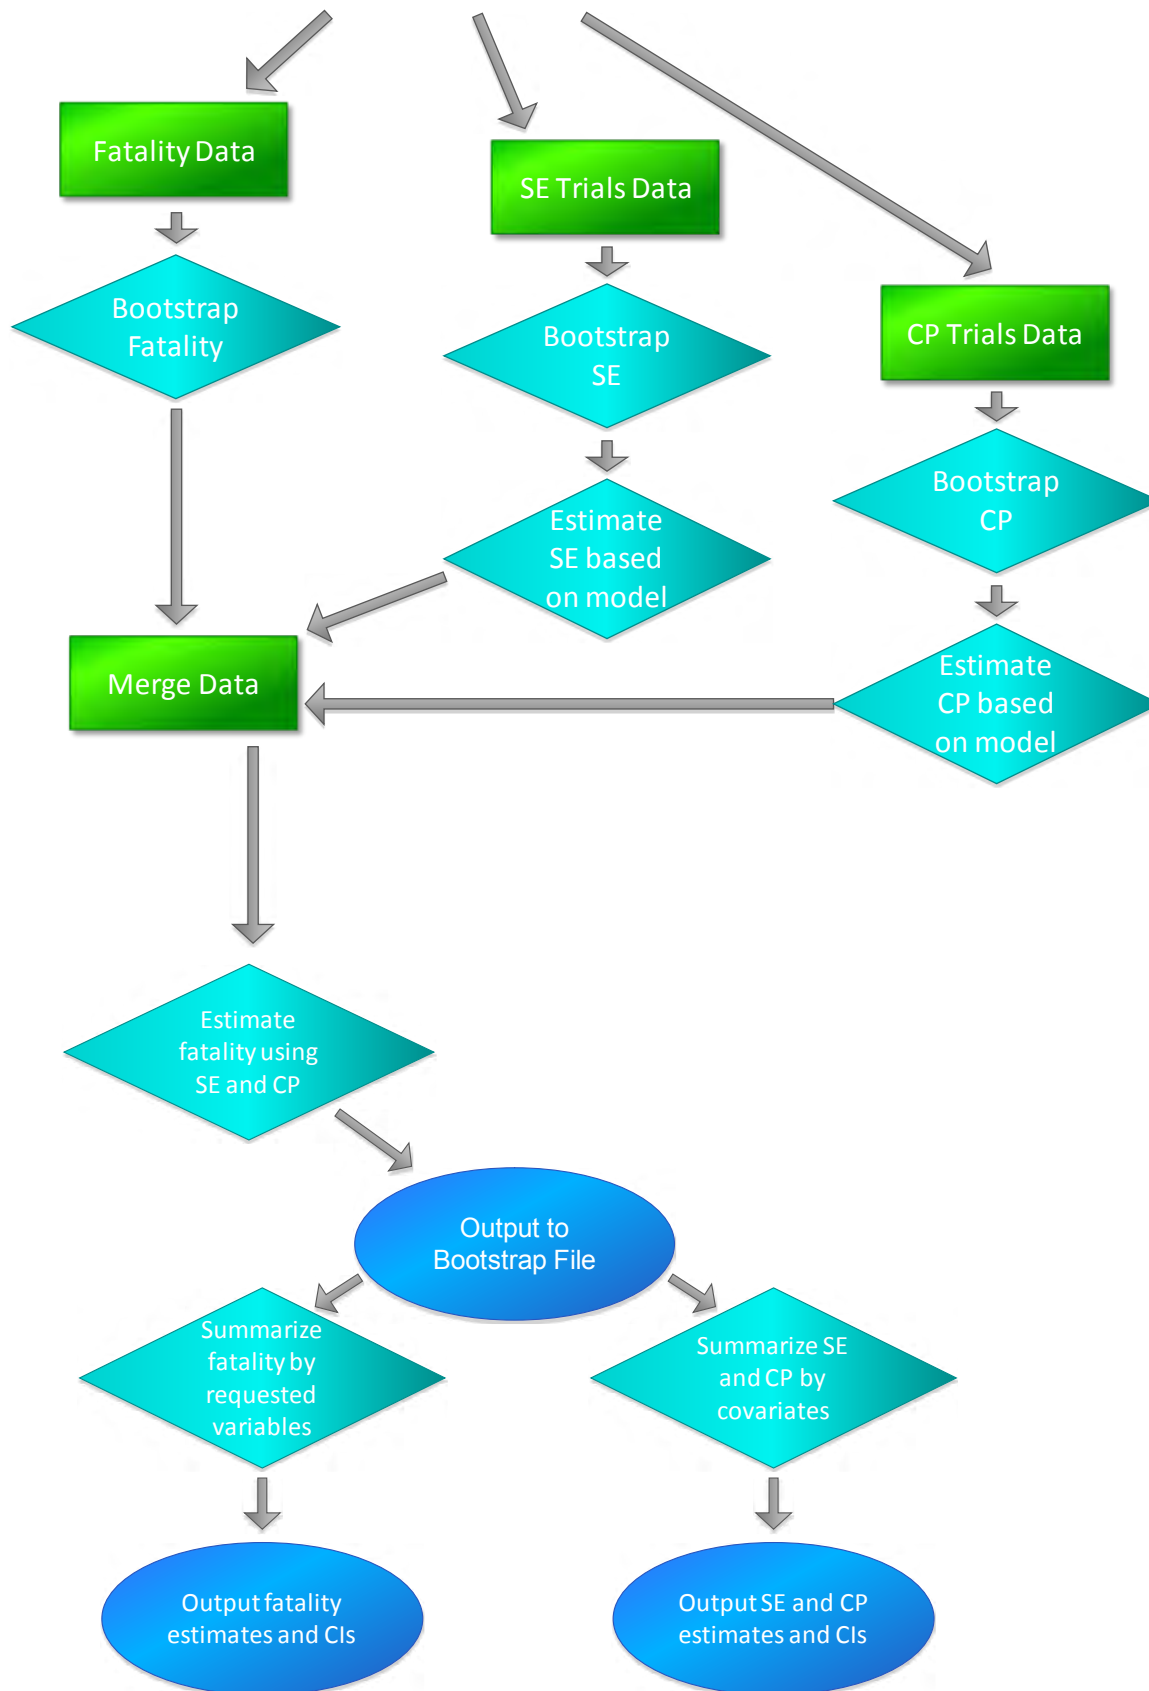 Fatality Data
SE Trials Data
Bootstrap
Fatality
Bootstrap
SE
CP Trials Data
Bootstrap
CP
Estimate
SE based
on model
Merge Data
Estimate
CP based
on model
Estimate
fatality using
SE and CP
Output to
Bootstrap File
Summarize
fatality by
requested
variables
Summarize SE
and CP by
covariates
Output fatality
estimates and CIs
Output SE and CP
estimates and CIs